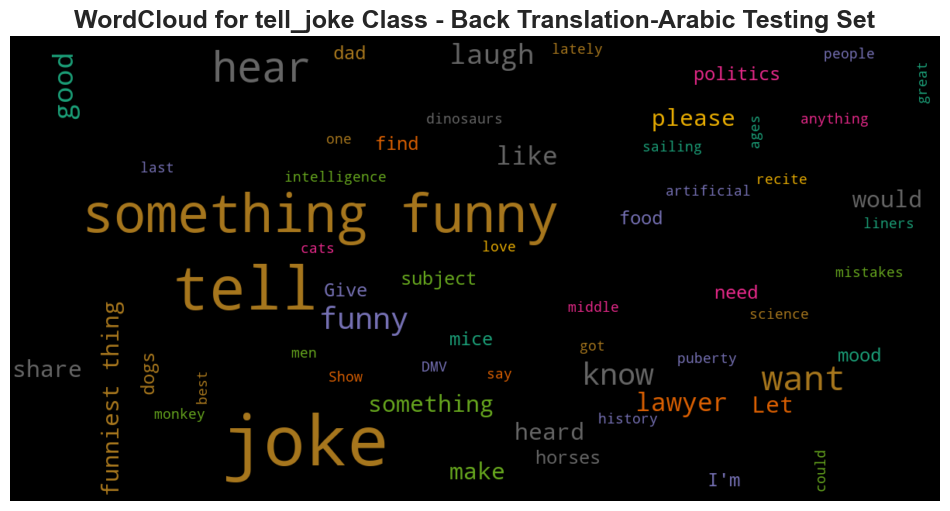 WordCloud for tell_joke Class - Back Translation-Arabic Testing Set
good
hear
dad
laugh
lately
politics
people
great
dinosaurs
please
ages
anything
one
find
like
sailing
last
intelligence
artificial
recite
would
something funny
food
liners
cats
love
tell
Give
subject
need
mistakes
funny
middle
science
funniest thing
mice
men
got
puberty
mood
share
dogs
best
Show
DMV
say
know
want
monkey
something
lawyer
Let
history
joke
heard
horses
make
I'm
could